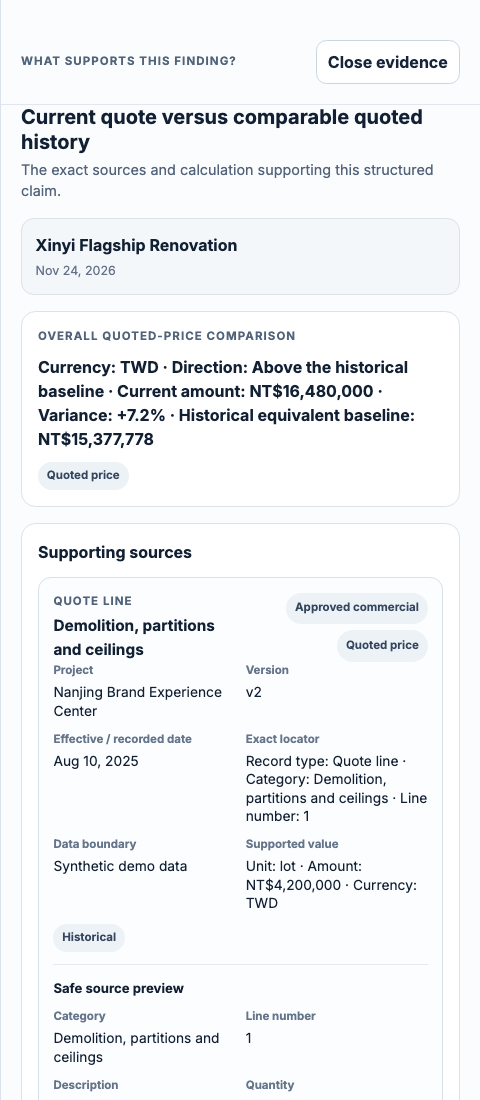 WHAT SUPPORTS THIS FINDING?
Close evidence
Current quote versus comparable quoted
history
The exact sources and calculation supporting this structured
claim.
Xinyi Flagship Renovation
Nov 24, 2026
OVERALL QUOTED-PRICE COMPARISON
Currency: TWD · Direction: Above the historical
baseline · Current amount: NT$16,480,000 ·
Variance: +7.2% · Historical equivalent baseline:
NT$15,377,778
Quoted price
Supporting sources
QUOTE LINE
Demolition, partitions
and ceilings
Approved commercial
Quoted price
Project
Nanjing Brand Experience
Center
Version
v2
Effective / recorded date
Aug 10, 2025
Exact locator
Record type: Quote line ·
Category: Demolition,
partitions and ceilings · Line
number: 1
Data boundary
Synthetic demo data
Supported value
Unit: lot · Amount:
NT$4,200,000 · Currency:
TWD
Historical
Safe source preview
Category
Demolition, partitions and
ceilings
Line number
1
Description
Quantity